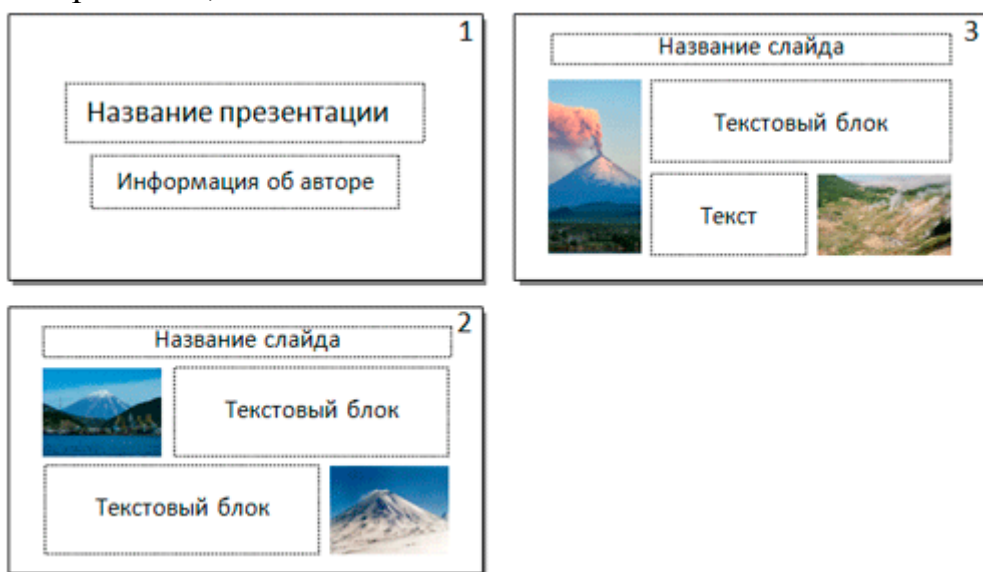 1
Название презентации
Информация об авторе
3
Название слайда
Текстовый блок
Текст
2
Название слайда
Текстовый блок
Текстовый блок